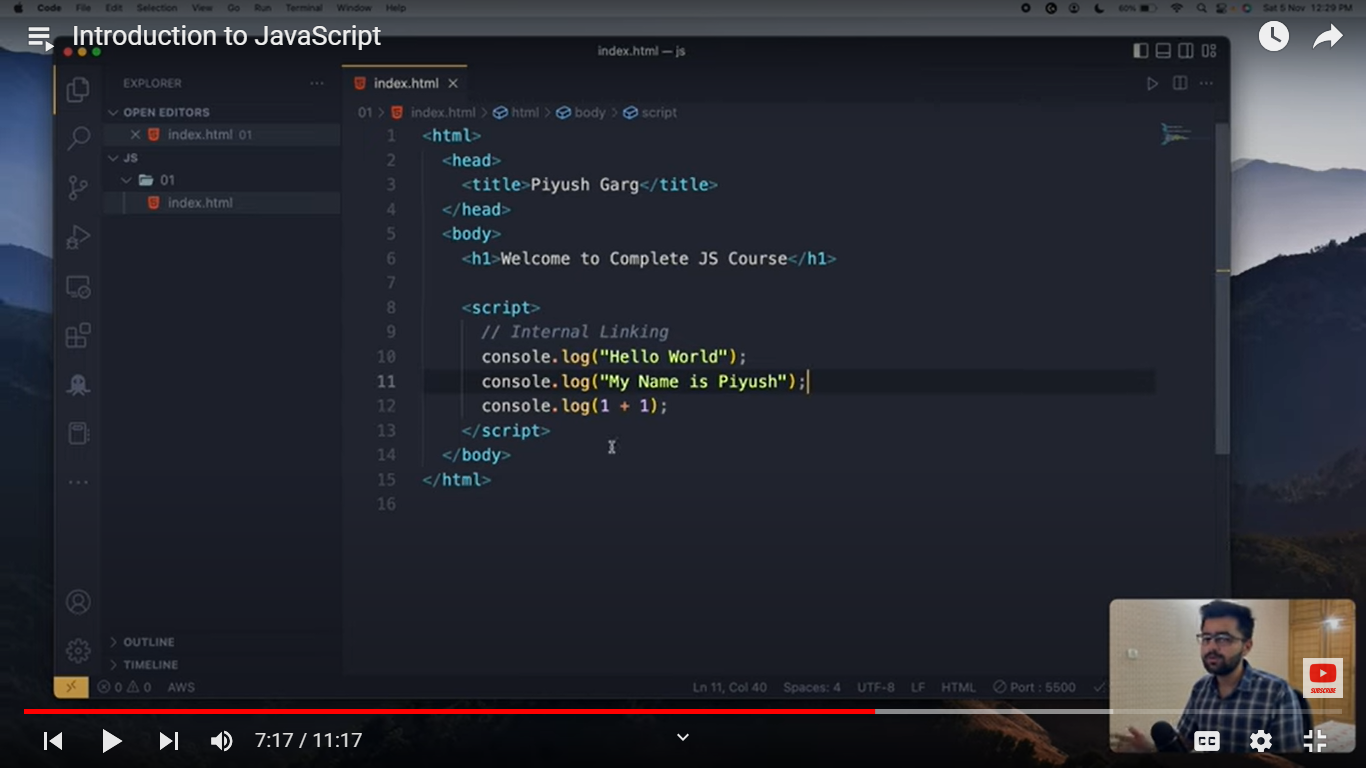 Code File Edit Selection View Go Run Terminal Window Help
60% Sat 5 Nov 12:29 PM
Introduction to JavaScript
index.html — js
EXPLORER
OPEN EDITORS
index.html 01
JS
01
index.html
OUTLINE
TIMELINE
index.html
01 > index.html > html > body > script
1 <html>
2 <head>
3 <title>Piyush Garg</title>
4 </head>
5 <body>
6 <h1>Welcome to Complete JS Course</h1>
7
8 <script>
9 // Internal Linking
10 console.log("Hello World");
11 console.log("My Name is Piyush");
12 console.log(1 + 1);
13 </script>
14 </body>
15 </html>
16
0 0 AWS
Ln 11, Col 40 Spaces: 4 UTF-8 LF HTML Port : 5500
SUBSCRIBE
7:17 / 11:17
CC